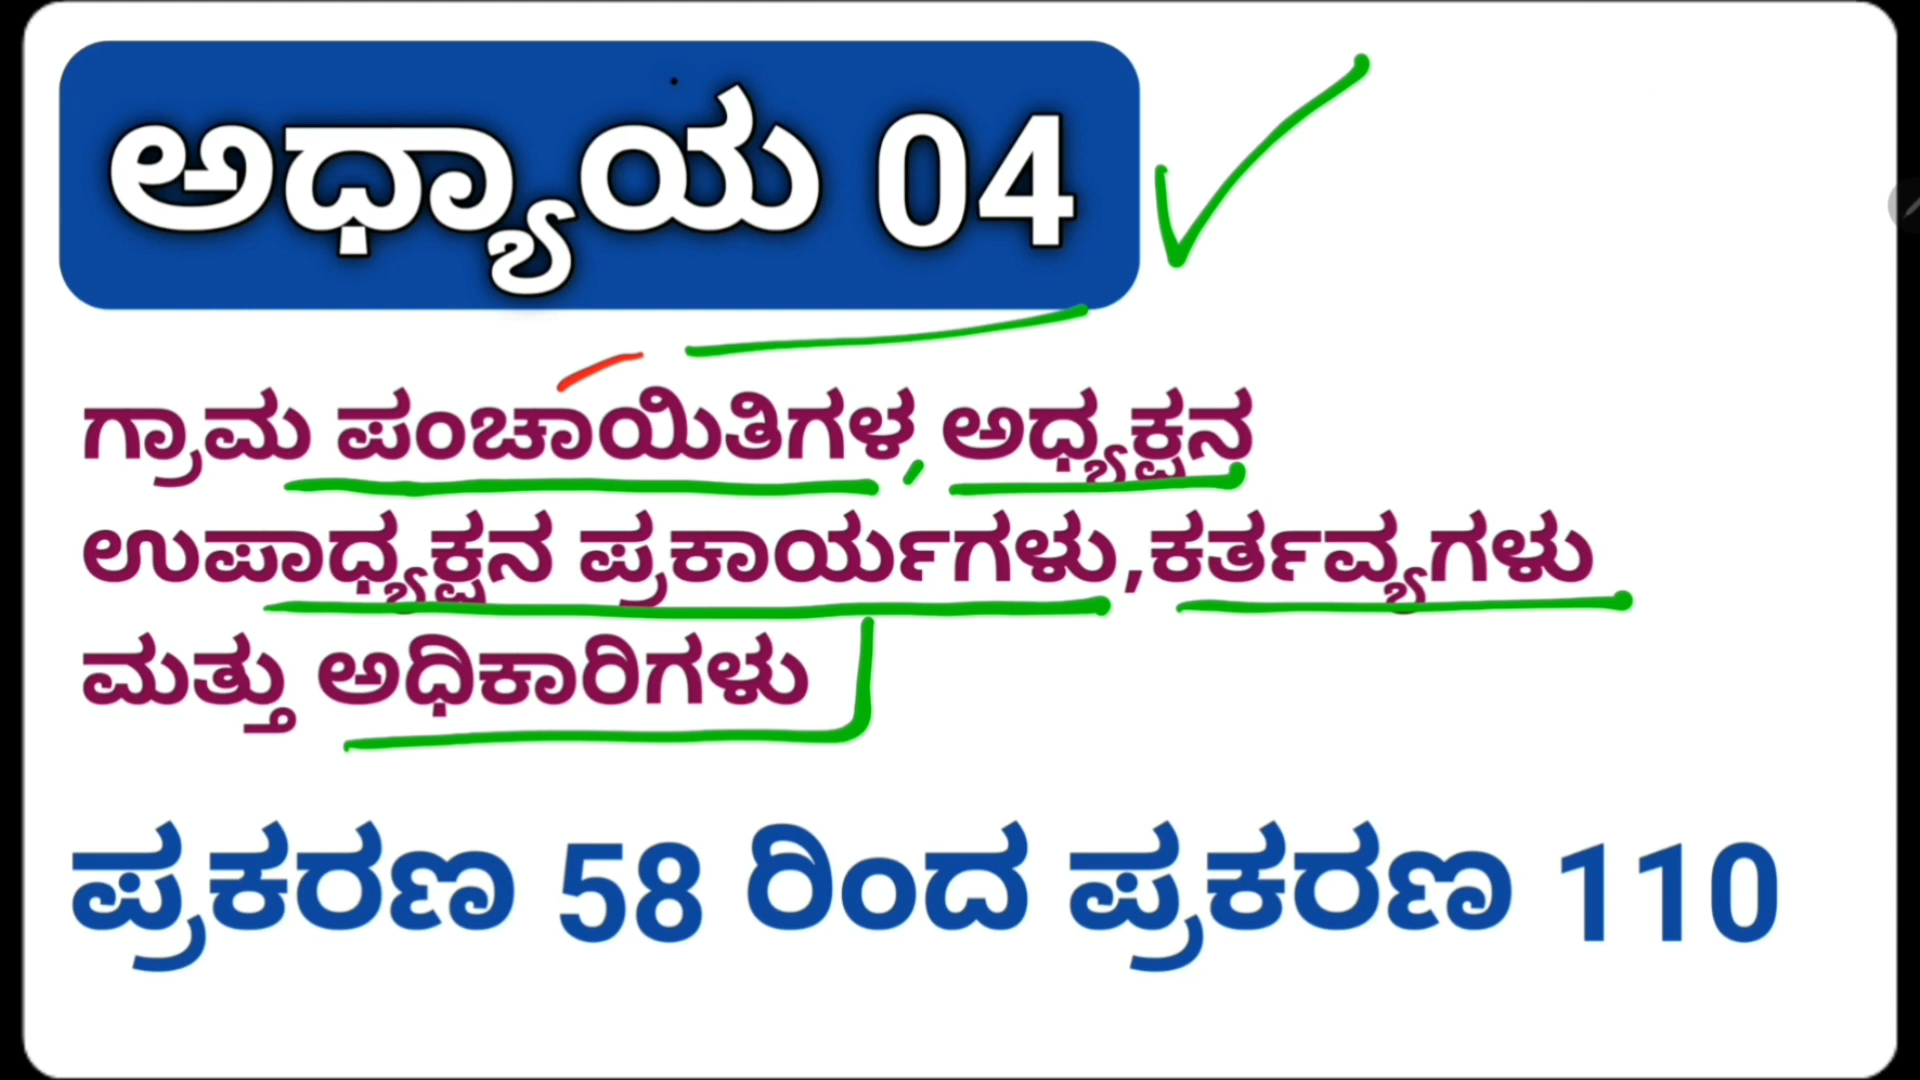 ಅಧ್ಯಾಯ 04
ಗ್ರಾಮ ಪಂಚಾಯಿತಿಗಳ, ಅಧ್ಯಕ್ಷನ
ಉಪಾಧ್ಯಕ್ಷನ ಪ್ರಕಾರ್ಯಗಳು,ಕರ್ತವ್ಯಗಳು
ಮತ್ತು ಅಧಿಕಾರಿಗಳು
ಪ್ರಕರಣ 58 ರಿಂದ ಪ್ರಕರಣ 110